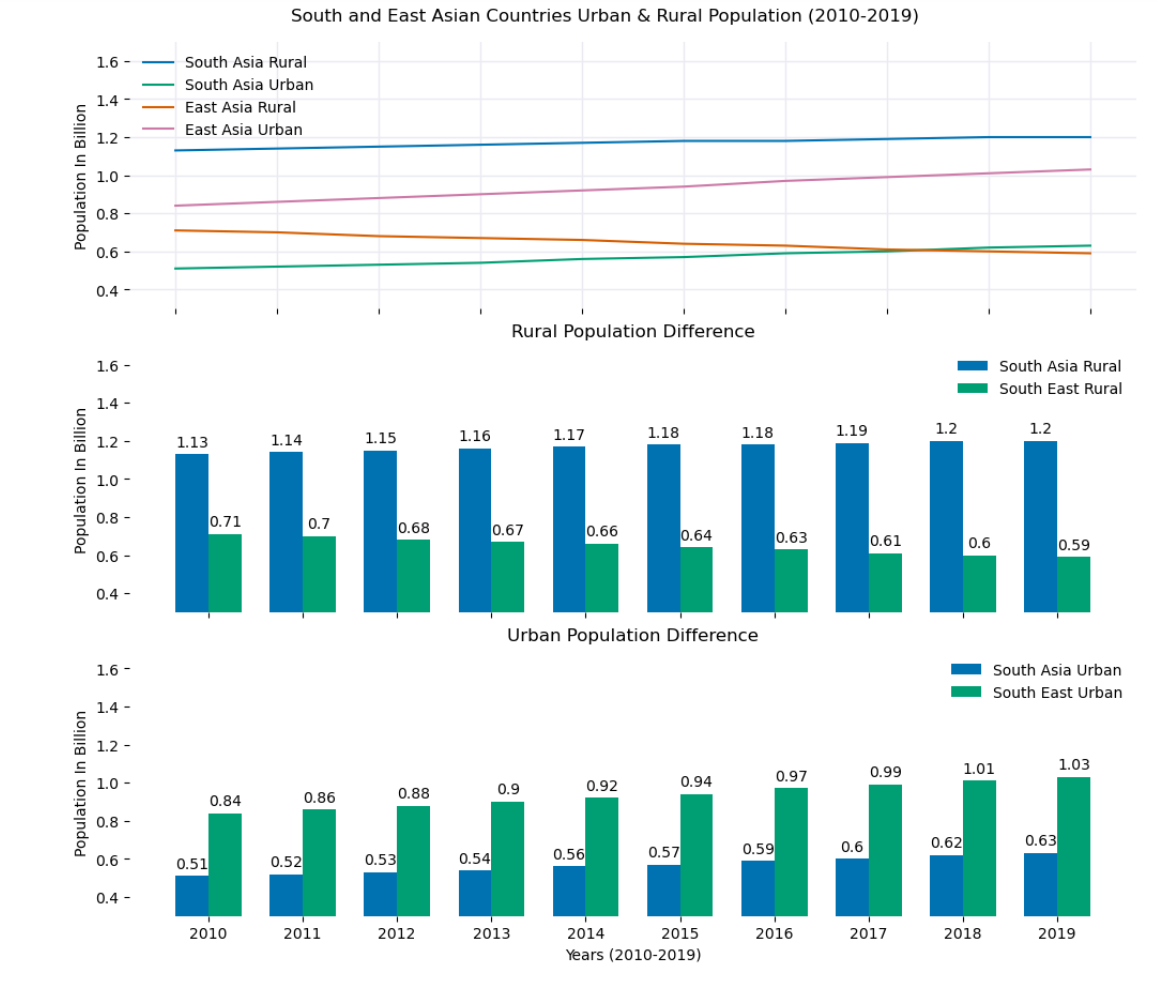 South and East Asian Countries Urban & Rural Population (2010-2019)
Population In Billion
1.6
1.4
1.2
1.0
0.8
0.6
0.4
South Asia Rural
South Asia Urban
East Asia Rural
East Asia Urban
Rural Population Difference
Population In Billion
1.6
1.4
1.2
1.0
0.8
0.6
0.4
South Asia Rural
South East Rural
1.13 1.14 1.15 1.16 1.17 1.18 1.18 1.19 1.2 1.2
0.71 0.7 0.68 0.67 0.66 0.64 0.63 0.61 0.6 0.59
Urban Population Difference
Population In Billion
1.6
1.4
1.2
1.0
0.8
0.6
0.4
South Asia Urban
South East Urban
0.84 0.86 0.88 0.9 0.92 0.94 0.97 0.99 1.01 1.03
0.51 0.52 0.53 0.54 0.56 0.57 0.59 0.6 0.62 0.63
2010 2011 2012 2013 2014 2015 2016 2017 2018 2019
Years (2010-2019)